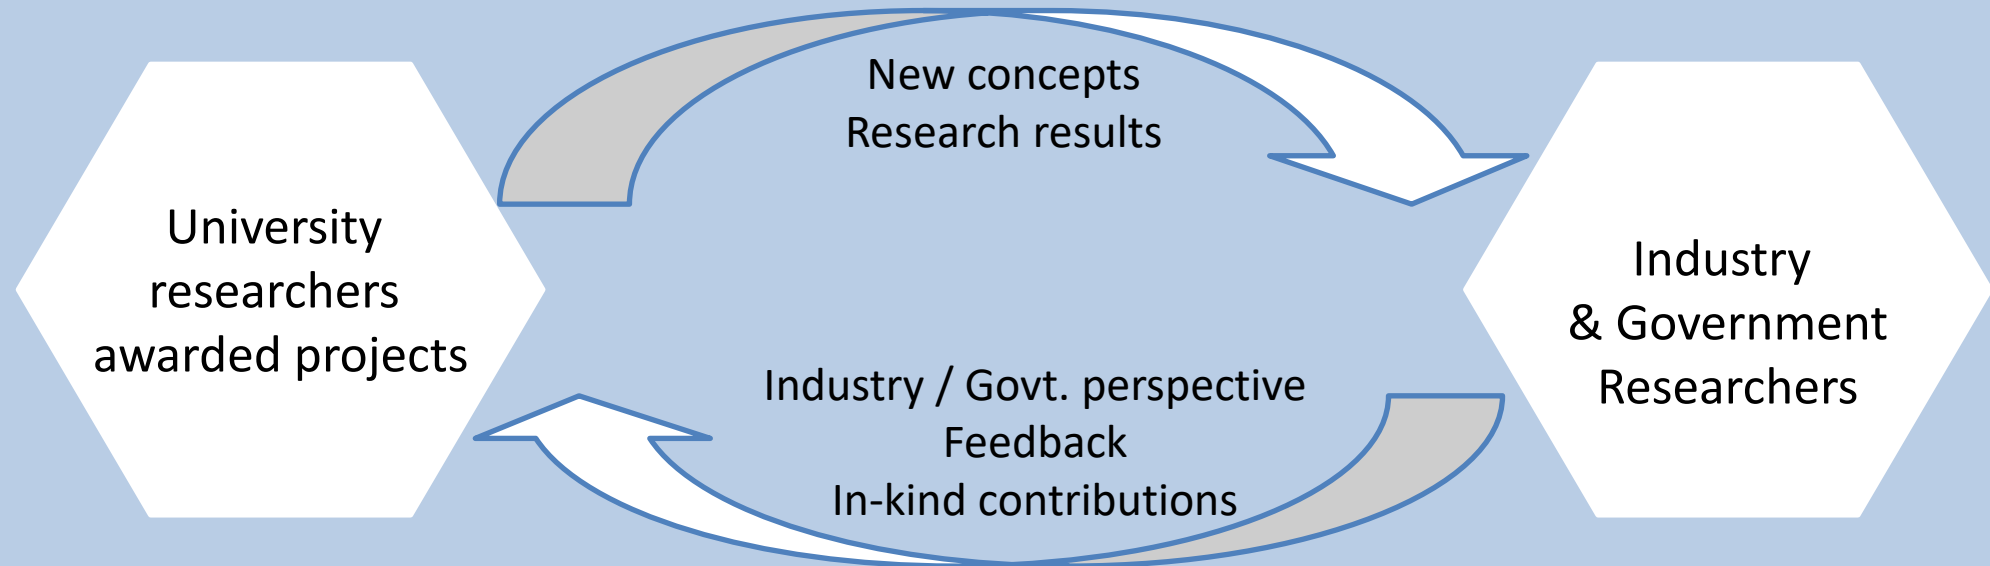 University
researchers
awarded projects
New concepts
Research results
Industry / Govt. perspective
Feedback
In-kind contributions
Industry
& Government
Researchers